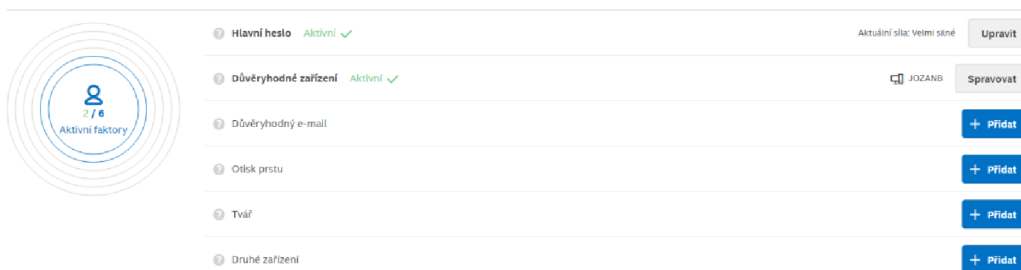 Hlavní heslo Aktivní Aktuální síla: Velmi silné Upravit
Důvěryhodné zařízení Aktivní JOZANB Spravovat
2 / 6
Aktivní faktory
Důvěryhodný e-mail + Přidat
Otisk prstu + Přidat
Tvář + Přidat
Druhé zařízení + Přidat